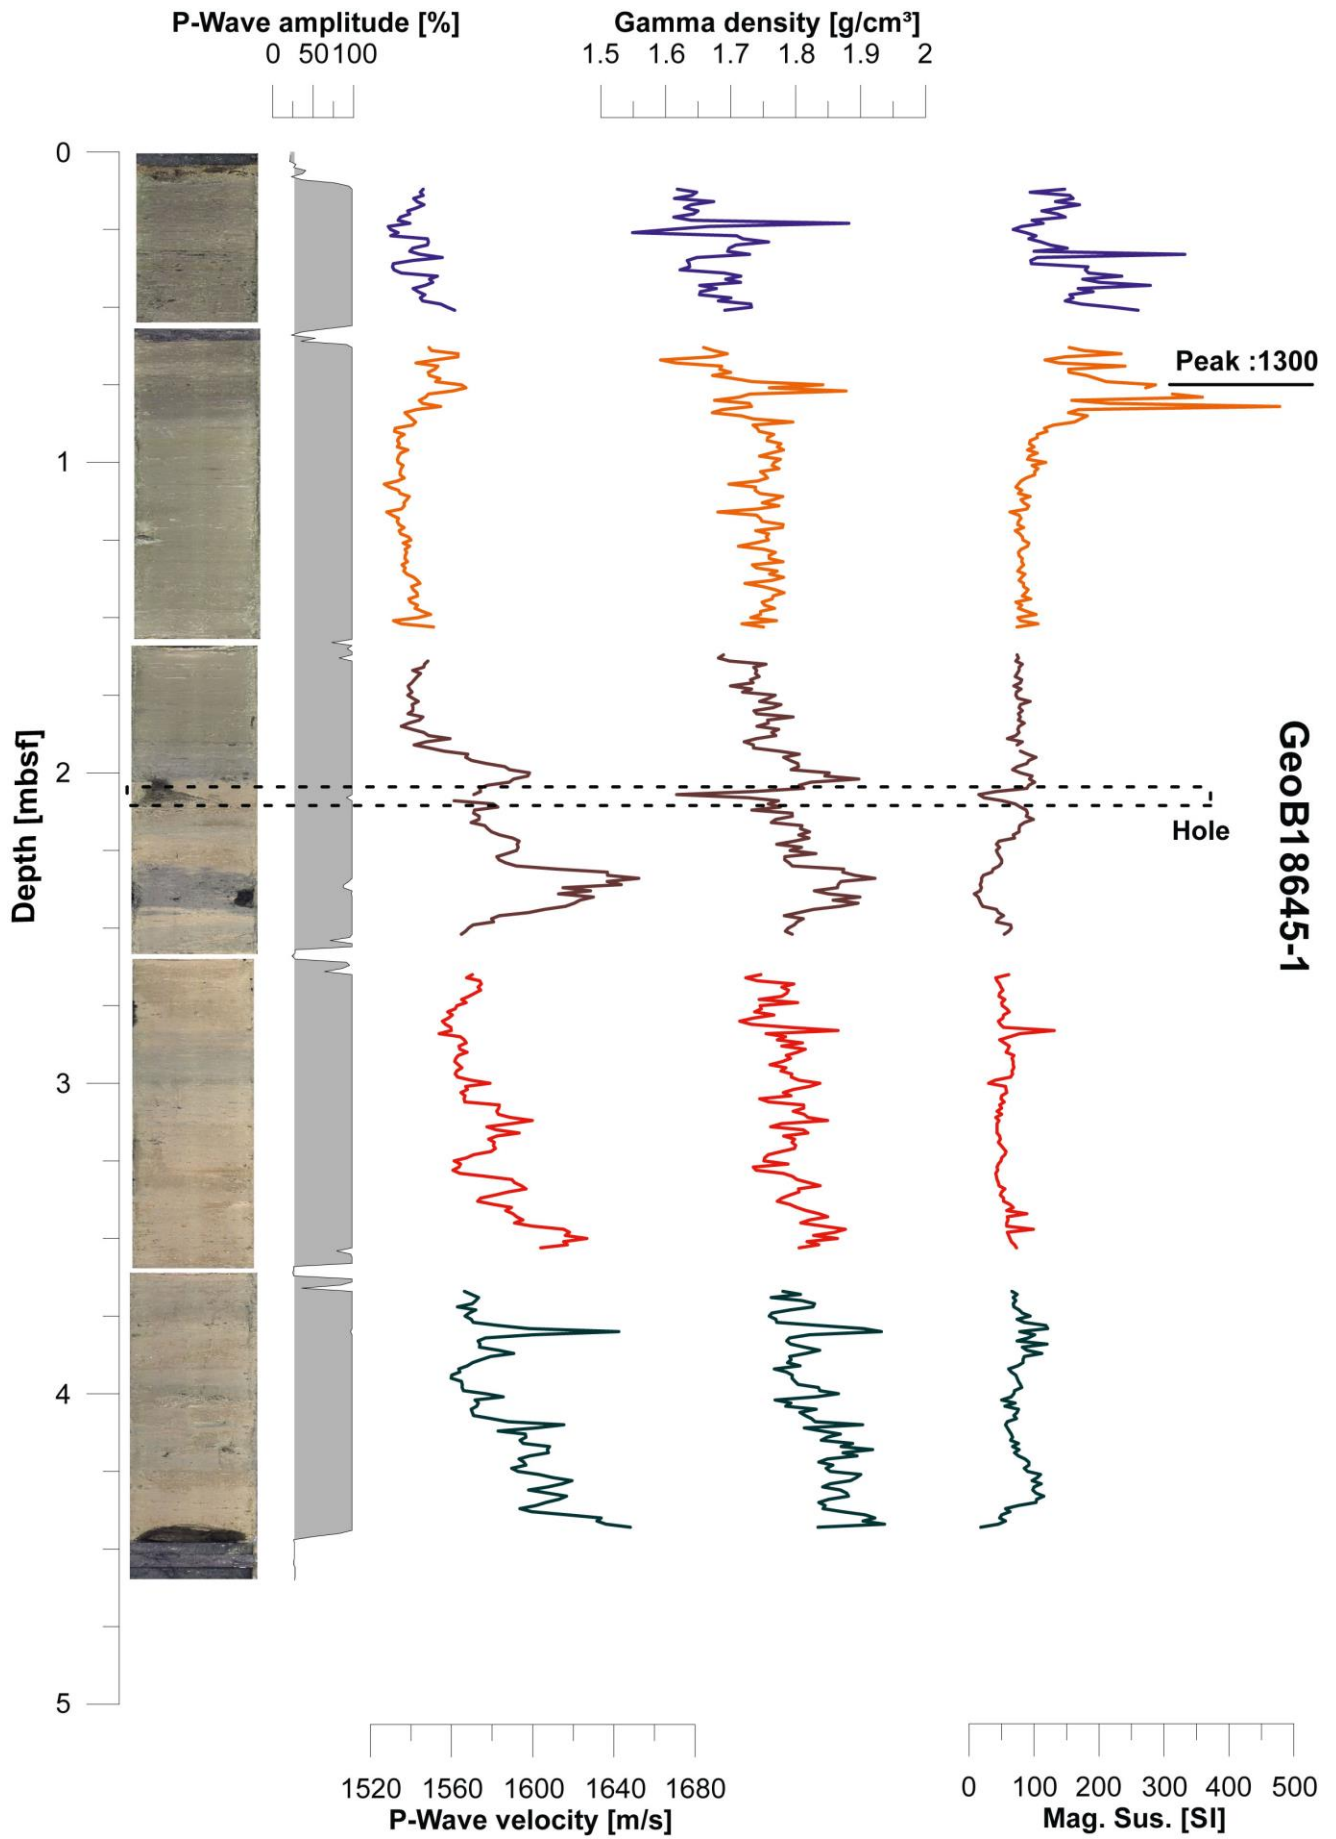 P-Wave amplitude [%]
0 50 100
Gamma density [g/cm³]
1.5 1.6 1.7 1.8 1.9 2
0
Peak :1300
1
2
Hole
3
4
5
Depth [mbsf]
GeoB18645-1
1520 1560 1600 1640 1680
P-Wave velocity [m/s]
0 100 200 300 400 500
Mag. Sus. [SI]